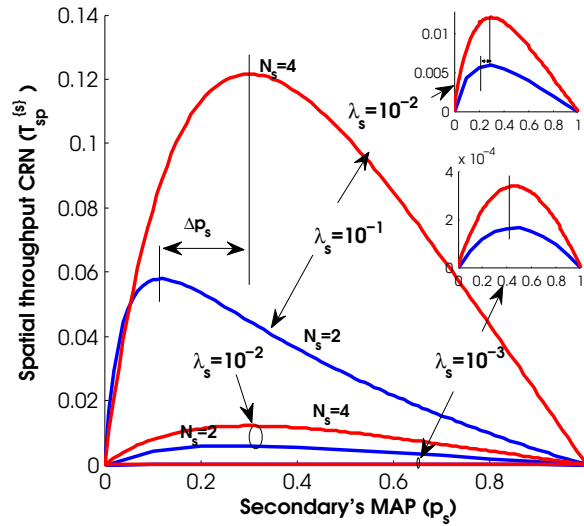 Spatial throughput CRN (T_sp^{s})
0.14
0.12
0.1
0.08
0.06
0.04
0.02
0
0 0.2 0.4 0.6 0.8
Secondary's MAP (p_s)
N_s=4
Δp_s
λ_s=10^-2
λ_s=10^-1
N_s=2
λ_s=10^-2
λ_s=10^-3
N_s=4
N_s=2
0.01
0.005
0
0 0.2 0.4 0.6 0.8 1
x 10^-4
4
2
0
0 0.2 0.4 0.6 0.8 1